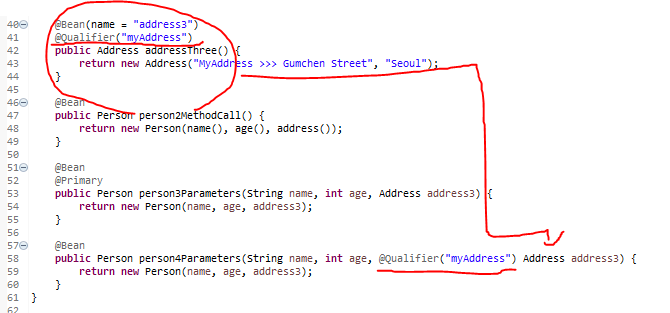 40 @Bean(name = "address3")
41 @Qualifier("myAddress")
42 public Address addressThree() {
43 return new Address("MyAddress >>> Gumchen Street", "Seoul");
44 }
45
46 @Bean
47 public Person person2MethodCall() {
48 return new Person(name(), age(), address());
49 }
50
51 @Bean
52 @Primary
53 public Person person3Parameters(String name, int age, Address address3) {
54 return new Person(name, age, address3);
55 }
56
57 @Bean
58 public Person person4Parameters(String name, int age, @Qualifier("myAddress") Address address3) {
59 return new Person(name, age, address3);
60 }
61 }
62